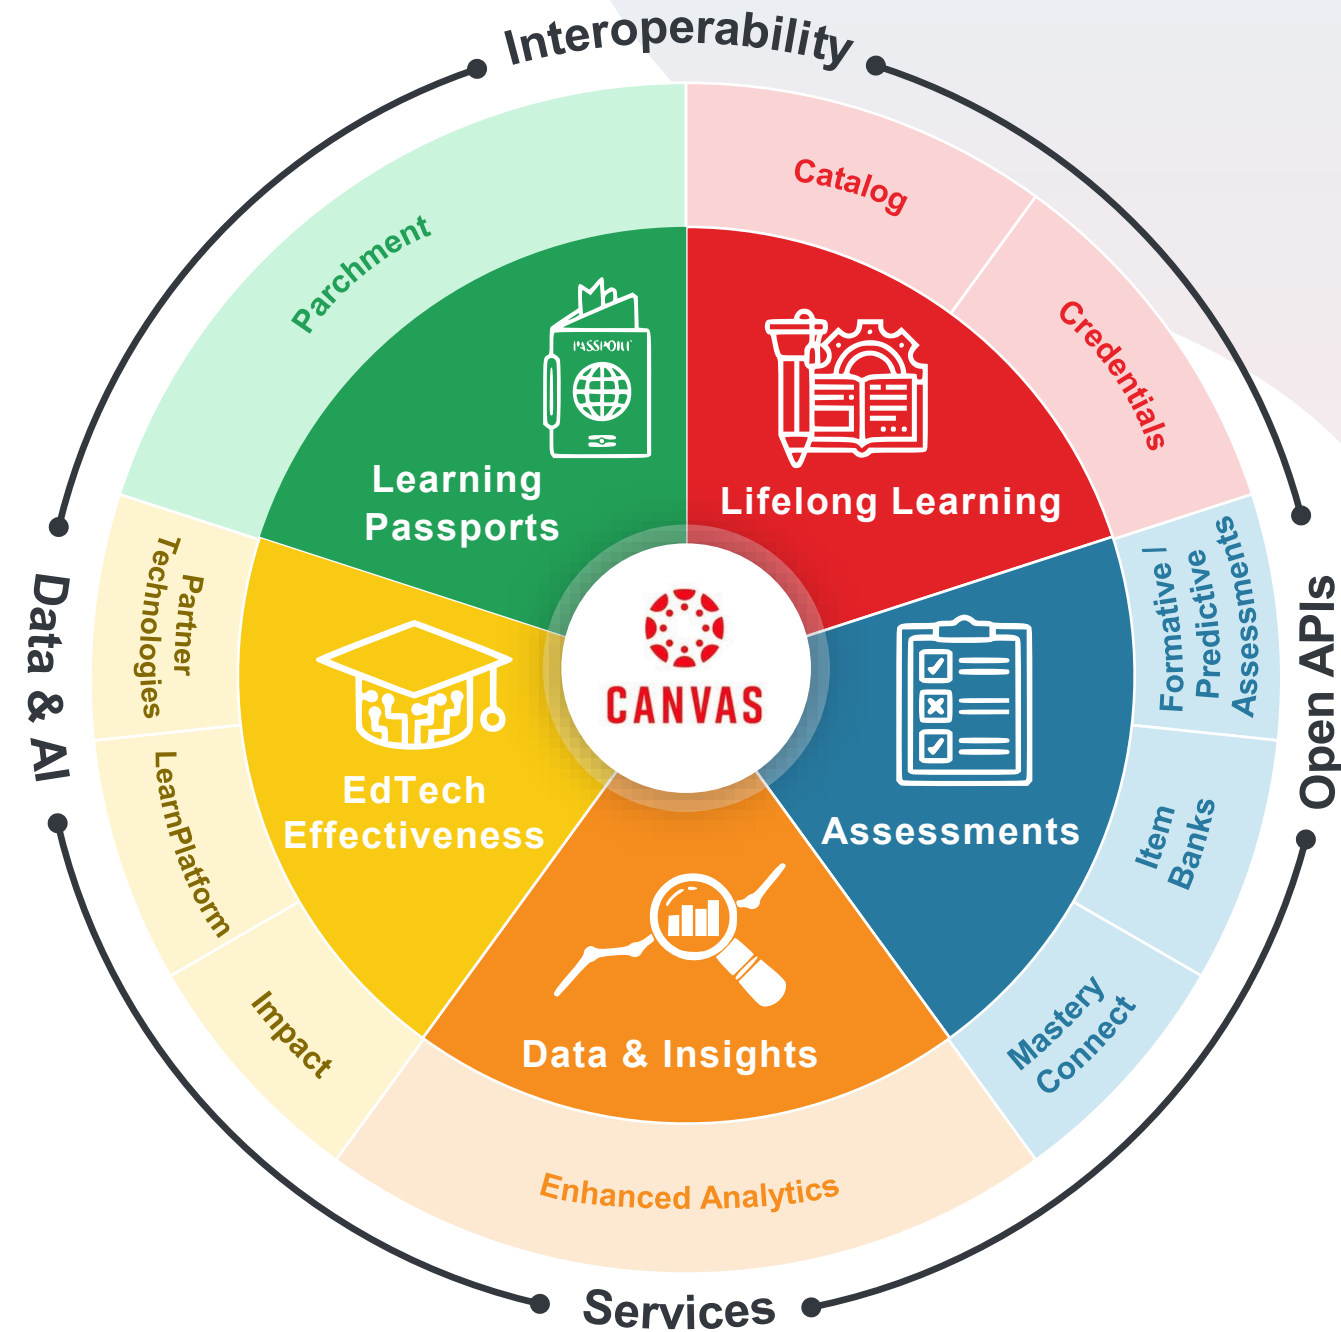 Interoperability
Catalog
Credentials
Parchment
PASSPORT
Learning
Passports
Lifelong Learning
Formative /
Predictive
Assessments
Partner
Technologies
Data & AI
Open APIs
CANVAS
EdTech
Effectiveness
LearnPlatform
Assessments
Item
Banks
Impact
Mastery
Connect
Data & Insights
Enhanced Analytics
Services